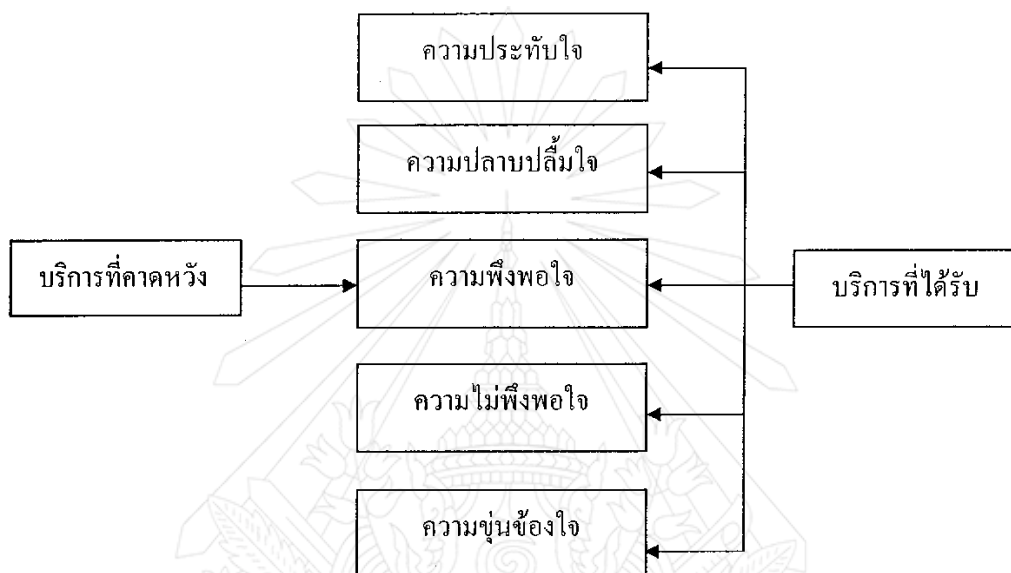 ความประทับใจ
ความปลาบปลื้มใจ
บริการที่คาดหวัง
ความพึงพอใจ
บริการที่ได้รับ
ความไม่พึงพอใจ
ความขุ่นข้องใจ